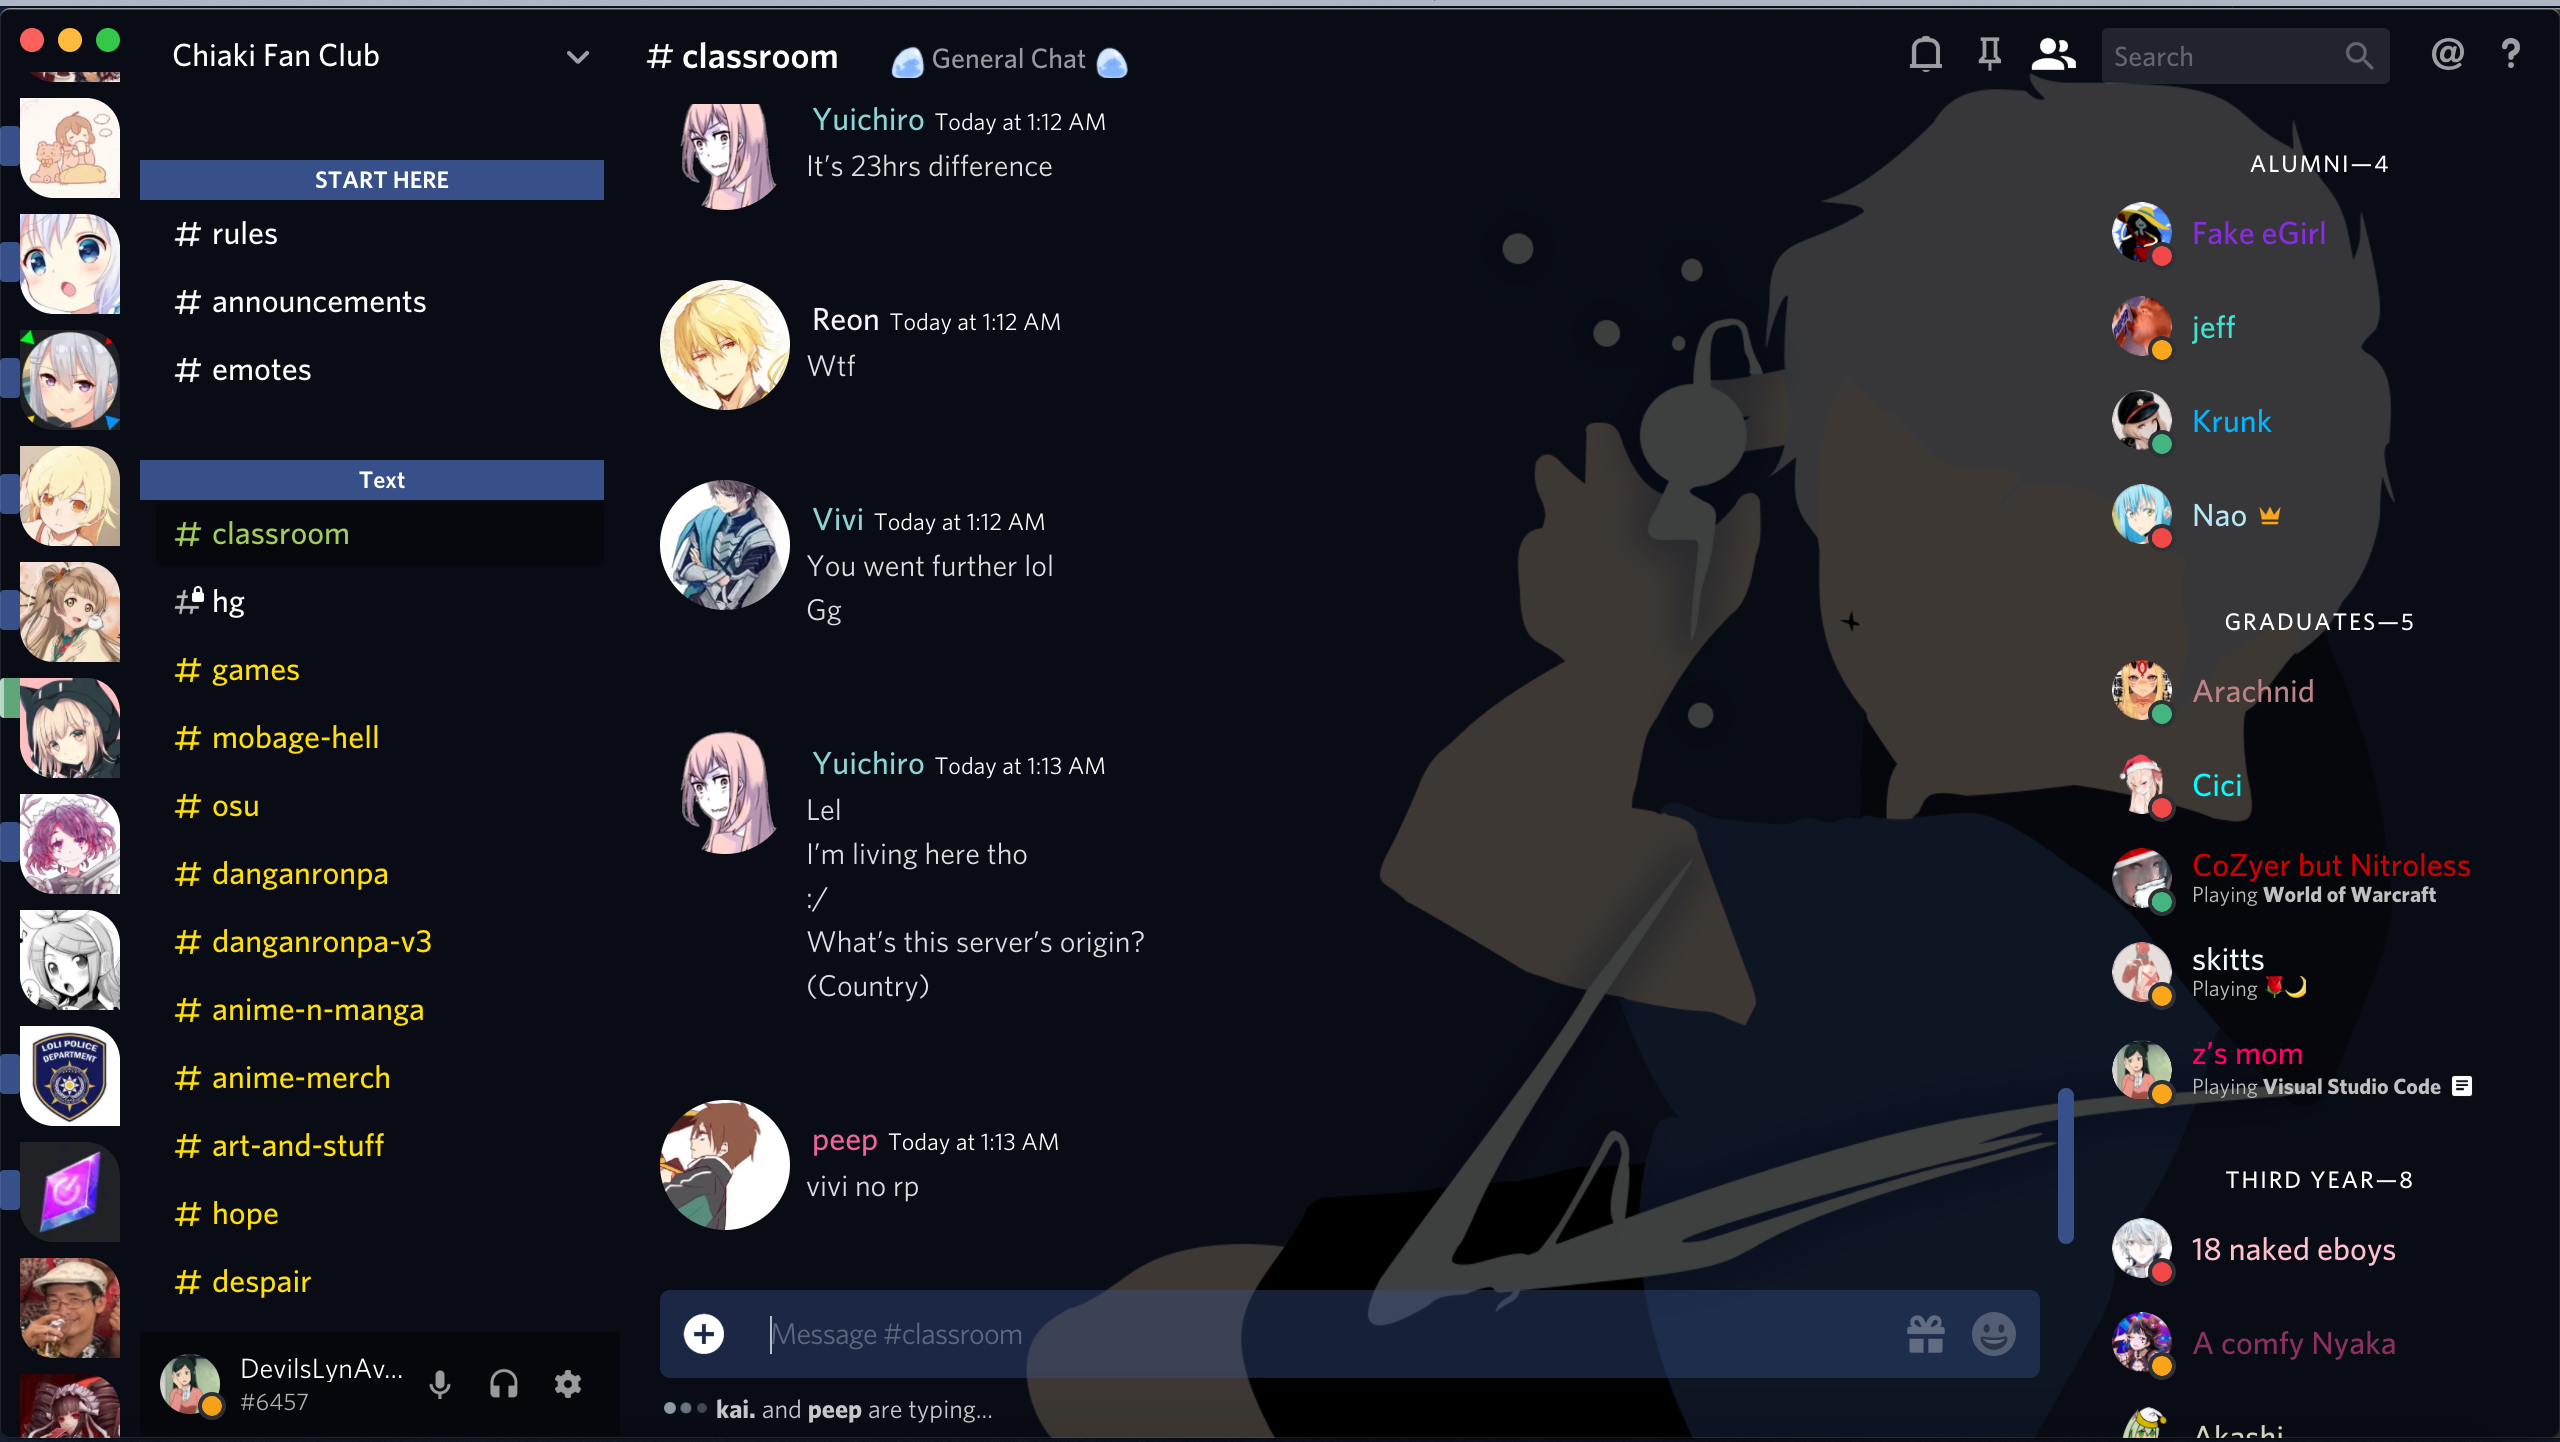 Chiaki Fan Club
START HERE
# rules
# announcements
# emotes
Text
# classroom
# hg
# games
# mobage-hell
# osu
# danganronpa
# danganronpa-v3
# anime-n-manga
# anime-merch
# art-and-stuff
# hope
# despair
LOLI POLICE
DEPARTMENT
DevilsLynAv...
#6457
# classroom General Chat
Search
Yuichiro Today at 1:12 AM
It's 23hrs difference
Reon Today at 1:12 AM
Wtf
Vivi Today at 1:12 AM
You went further lol
Gg
Yuichiro Today at 1:13 AM
Lel
I'm living here tho
:/
What's this server's origin?
(Country)
peep Today at 1:13 AM
vivi no rp
Message #classroom
kai. and peep are typing...
ALUMNI—4
Fake eGirl
jeff
Krunk
Nao
GRADUATES—5
Arachnid
Cici
CoZyer but Nitroless
Playing World of Warcraft
skitts
Playing 🌹🌙
z's mom
Playing Visual Studio Code
THIRD YEAR—8
18 naked eboys
A comfy Nyaka
Akashi